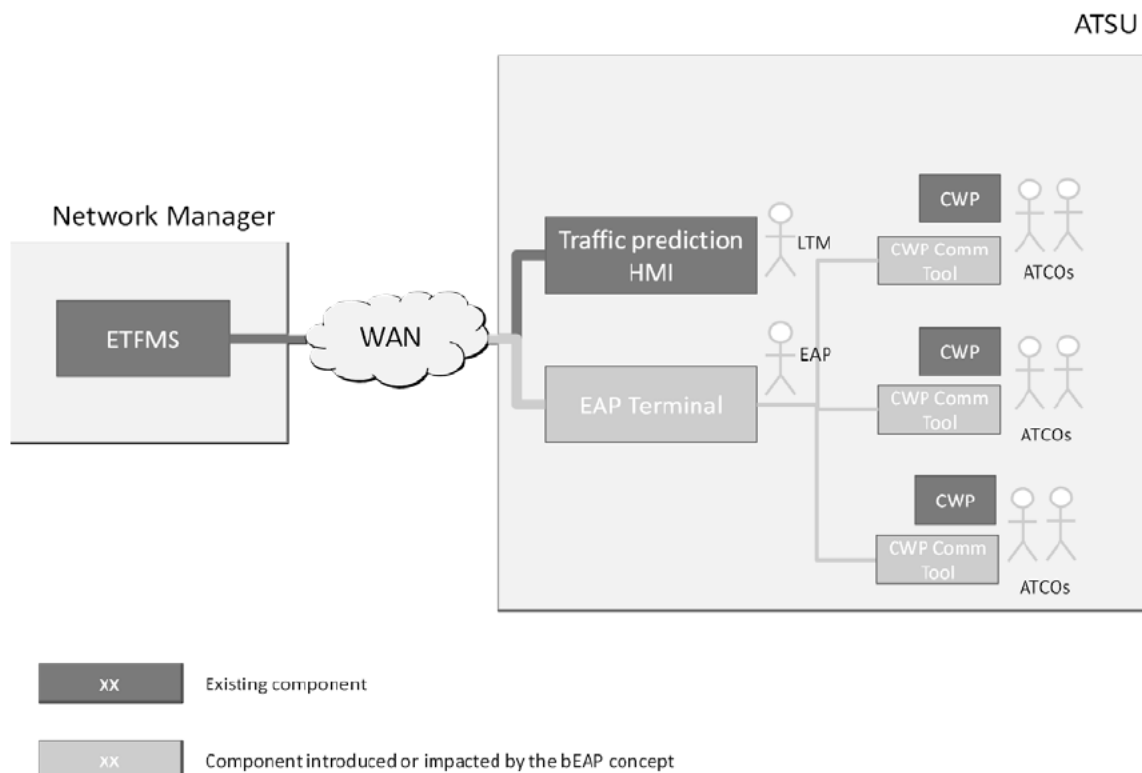 ATSU
Network Manager
ETFMS
WAN
Traffic prediction
HMI
LTM
EAP Terminal
EAP
CWP
CWP Comm
Tool
ATCOs
CWP
CWP Comm
Tool
ATCOs
CWP
CWP Comm
Tool
ATCOs
xx
Existing component
xx
Component introduced or impacted by the bEAP concept